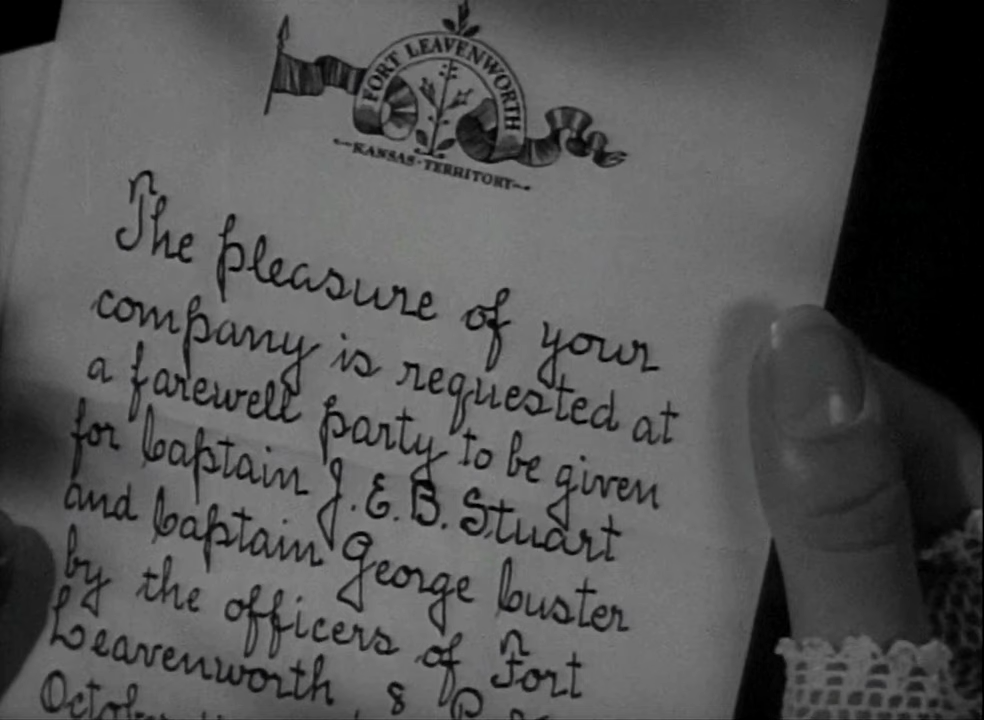 FORT LEAVENWORTH
KANSAS·TERRITORY
The pleasure of your
company is requested at
a farewell party to be given
for Captain J.E.B. Stuart
and Captain George Custer
by the officers of Fort
Leavenworth, 8